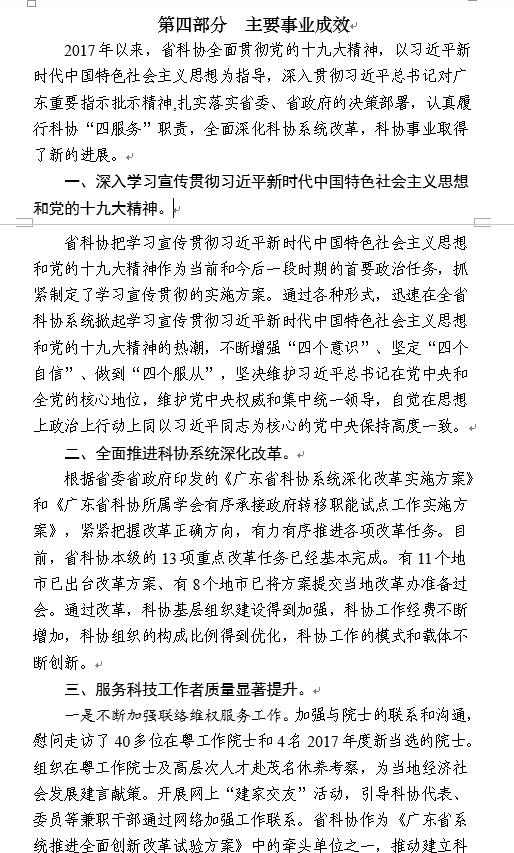 第四部分　主要事业成效
2017年以来，省科协全面贯彻党的十九大精神，以习近平新
时代中国特色社会主义思想为指导，深入贯彻习近平总书记对广
东重要指示批示精神,扎实落实省委、省政府的决策部署，认真履
行科协“四服务”职责，全面深化科协系统改革，科协事业取得
了新的进展。
一、深入学习宣传贯彻习近平新时代中国特色社会主义思想
和党的十九大精神。
省科协把学习宣传贯彻习近平新时代中国特色社会主义思想
和党的十九大精神作为当前和今后一段时期的首要政治任务，抓
紧制定了学习宣传贯彻的实施方案。通过各种形式，迅速在全省
科协系统掀起学习宣传贯彻习近平新时代中国特色社会主义思想
和党的十九大精神的热潮，不断增强“四个意识”、坚定“四个
自信”、做到“四个服从”，坚决维护习近平总书记在党中央和
全党的核心地位，维护党中央权威和集中统一领导，自觉在思想
上政治上行动上同以习近平同志为核心的党中央保持高度一致。
二、全面推进科协系统深化改革。
根据省委省政府印发的《广东省科协系统深化改革实施方案》
和《广东省科协所属学会有序承接政府转移职能试点工作实施方
案》，紧紧把握改革正确方向，有力有序推进各项改革任务。目
前，省科协本级的13项重点改革任务已经基本完成。有11个地
市已出台改革方案、有8个地市已将方案提交当地改革办准备过
会。通过改革，科协基层组织建设得到加强，科协工作经费不断
增加，科协组织的构成比例得到优化，科协工作的模式和载体不
断创新。
三、服务科技工作者质量显著提升。
一是不断加强联络维权服务工作。加强与院士的联系和沟通，
慰问走访了40多位在粤工作院士和4名2017年度新当选的院士。
组织在粤工作院士及高层次人才赴茂名休养考察，为当地经济社
会发展建言献策。开展网上“建家交友”活动，引导科协代表、
委员等兼职干部通过网络加强工作联系。省科协作为《广东省系
统推进全面创新改革试验方案》中的牵头单位之一，推动建立科